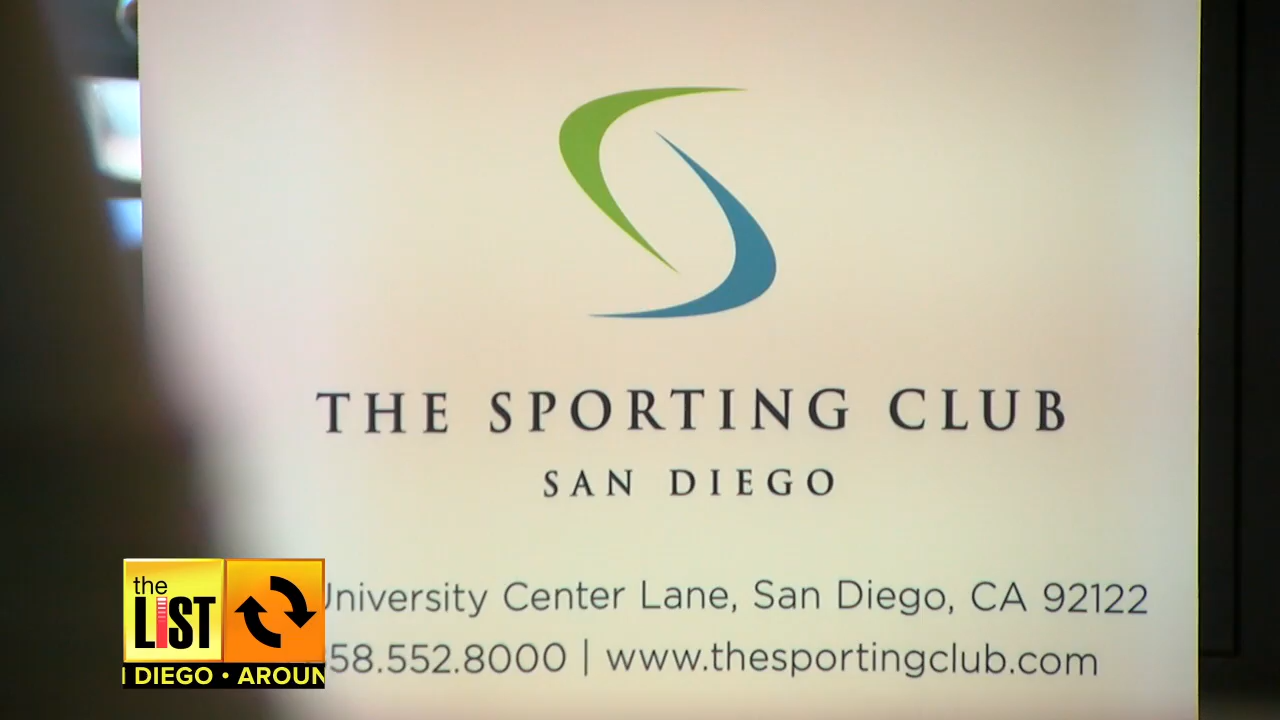 THE SPORTING CLUB
SAN DIEGO
University Center Lane, San Diego, CA 92122
58.552.8000 | www.thesportingclub.com
the
LIST
DIEGO • AROUN